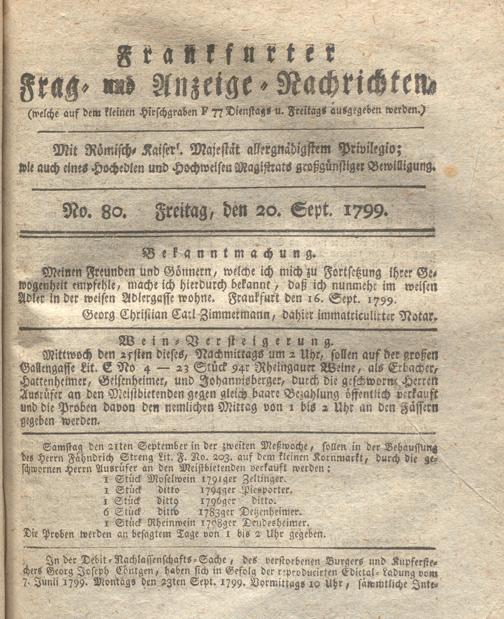 Frankfurter
Frag- und Anzeige-Nachrichten,
(welche auf dem kleinen Hirschgraben F 77 Dienstags u. Freitags ausgegeben werden.)
Mit Römisch-Kaiserl. Majestät allergnädigstem Privilegio;
wie auch eines Hochedlen und Hochweisen Magistrats großgünstiger Bewilligung.
No. 80. Freitag, den 20. Sept. 1799.
Bekanntmachung.
Meinen Freunden und Gönnern, welche ich mich zu Fortsetzung ihrer Ge-
wogenheit empfehle, mache ich hierdurch bekannt, daß ich nunmehr im weisen
Adler in der weisen Adlergasse wohne. Frankfurt den 16. Sept. 1799.
Georg Christian Carl Zimmermann, dahier immatriculirter Notar.
Wein-Versteigerung.
Mittwoch den 25sten dieses, Nachmittags um 2 Uhr, sollen auf der großen
Gallengasse Lit. E No 4 — 23 Stück 94r Rheingauer Weine, als Erbacher,
Hattenheimer, Geisenheimer, und Johannisberger, durch die geschworne Herren
Ausrüfer an den Meistbietenden gegen gleich baare Bezahlung öffentlich verkauft
und die Proben davon den nemlichen Mittag von 1 bis 2 Uhr an den Fässern
gegeben werden.
Samstag den 21ten September in der zweiten Meßwoche, sollen in der Behaussung
des Herrn Fähndrich Streng Lit. F. No. 203. auf dem kleinen Kornmarkt, durch die ge-
schwornen Herrn Ausrüfer an den Meistbietenden verkauft werden:
1 Stück Moselwein 1791ger Zeltinger.
1 Stück ditto 1794ger Piesporter.
1 Stück ditto 1796ger ditto.
6 Stück ditto 1783ger Detzenheimer.
1 Stück Rheinwein Deydesheimer.
Die Proben werden an besagtem Tage von 1 bis 2 Uhr gegeben.
In der Debit-Nachlassenschafts-Sache, des verstorbenen Burgers und Kupferste-
chers Georg Joseph Cöntgen, haben sich in Gefolg der reproducirten Edictal-Ladung vom
7. Junii 1799. Montags den 23ten Sept. 1799. Vormittags 10 Uhr, sämmtliche Inte-